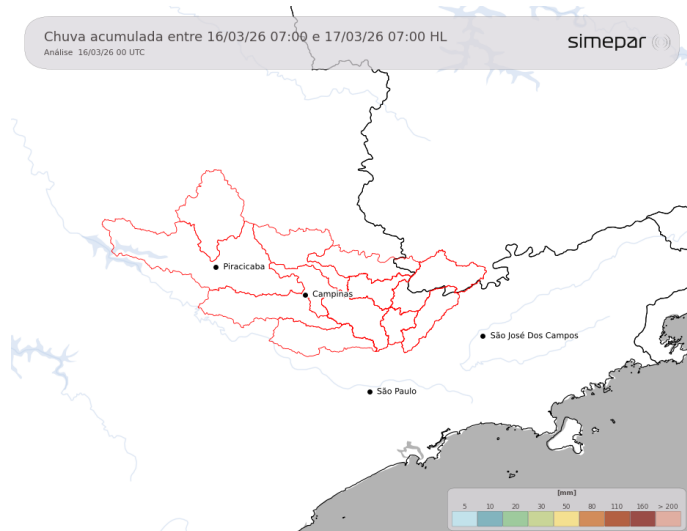 Chuva acumulada entre 16/03/26 07:00 e 17/03/26 07:00 HL
simepar
Análise 16/03/26 00 UTC
Piracicaba
Campinas
São José Dos Campos
São Paulo
[mm]
5 10 20 30 50 80 110 160 > 200